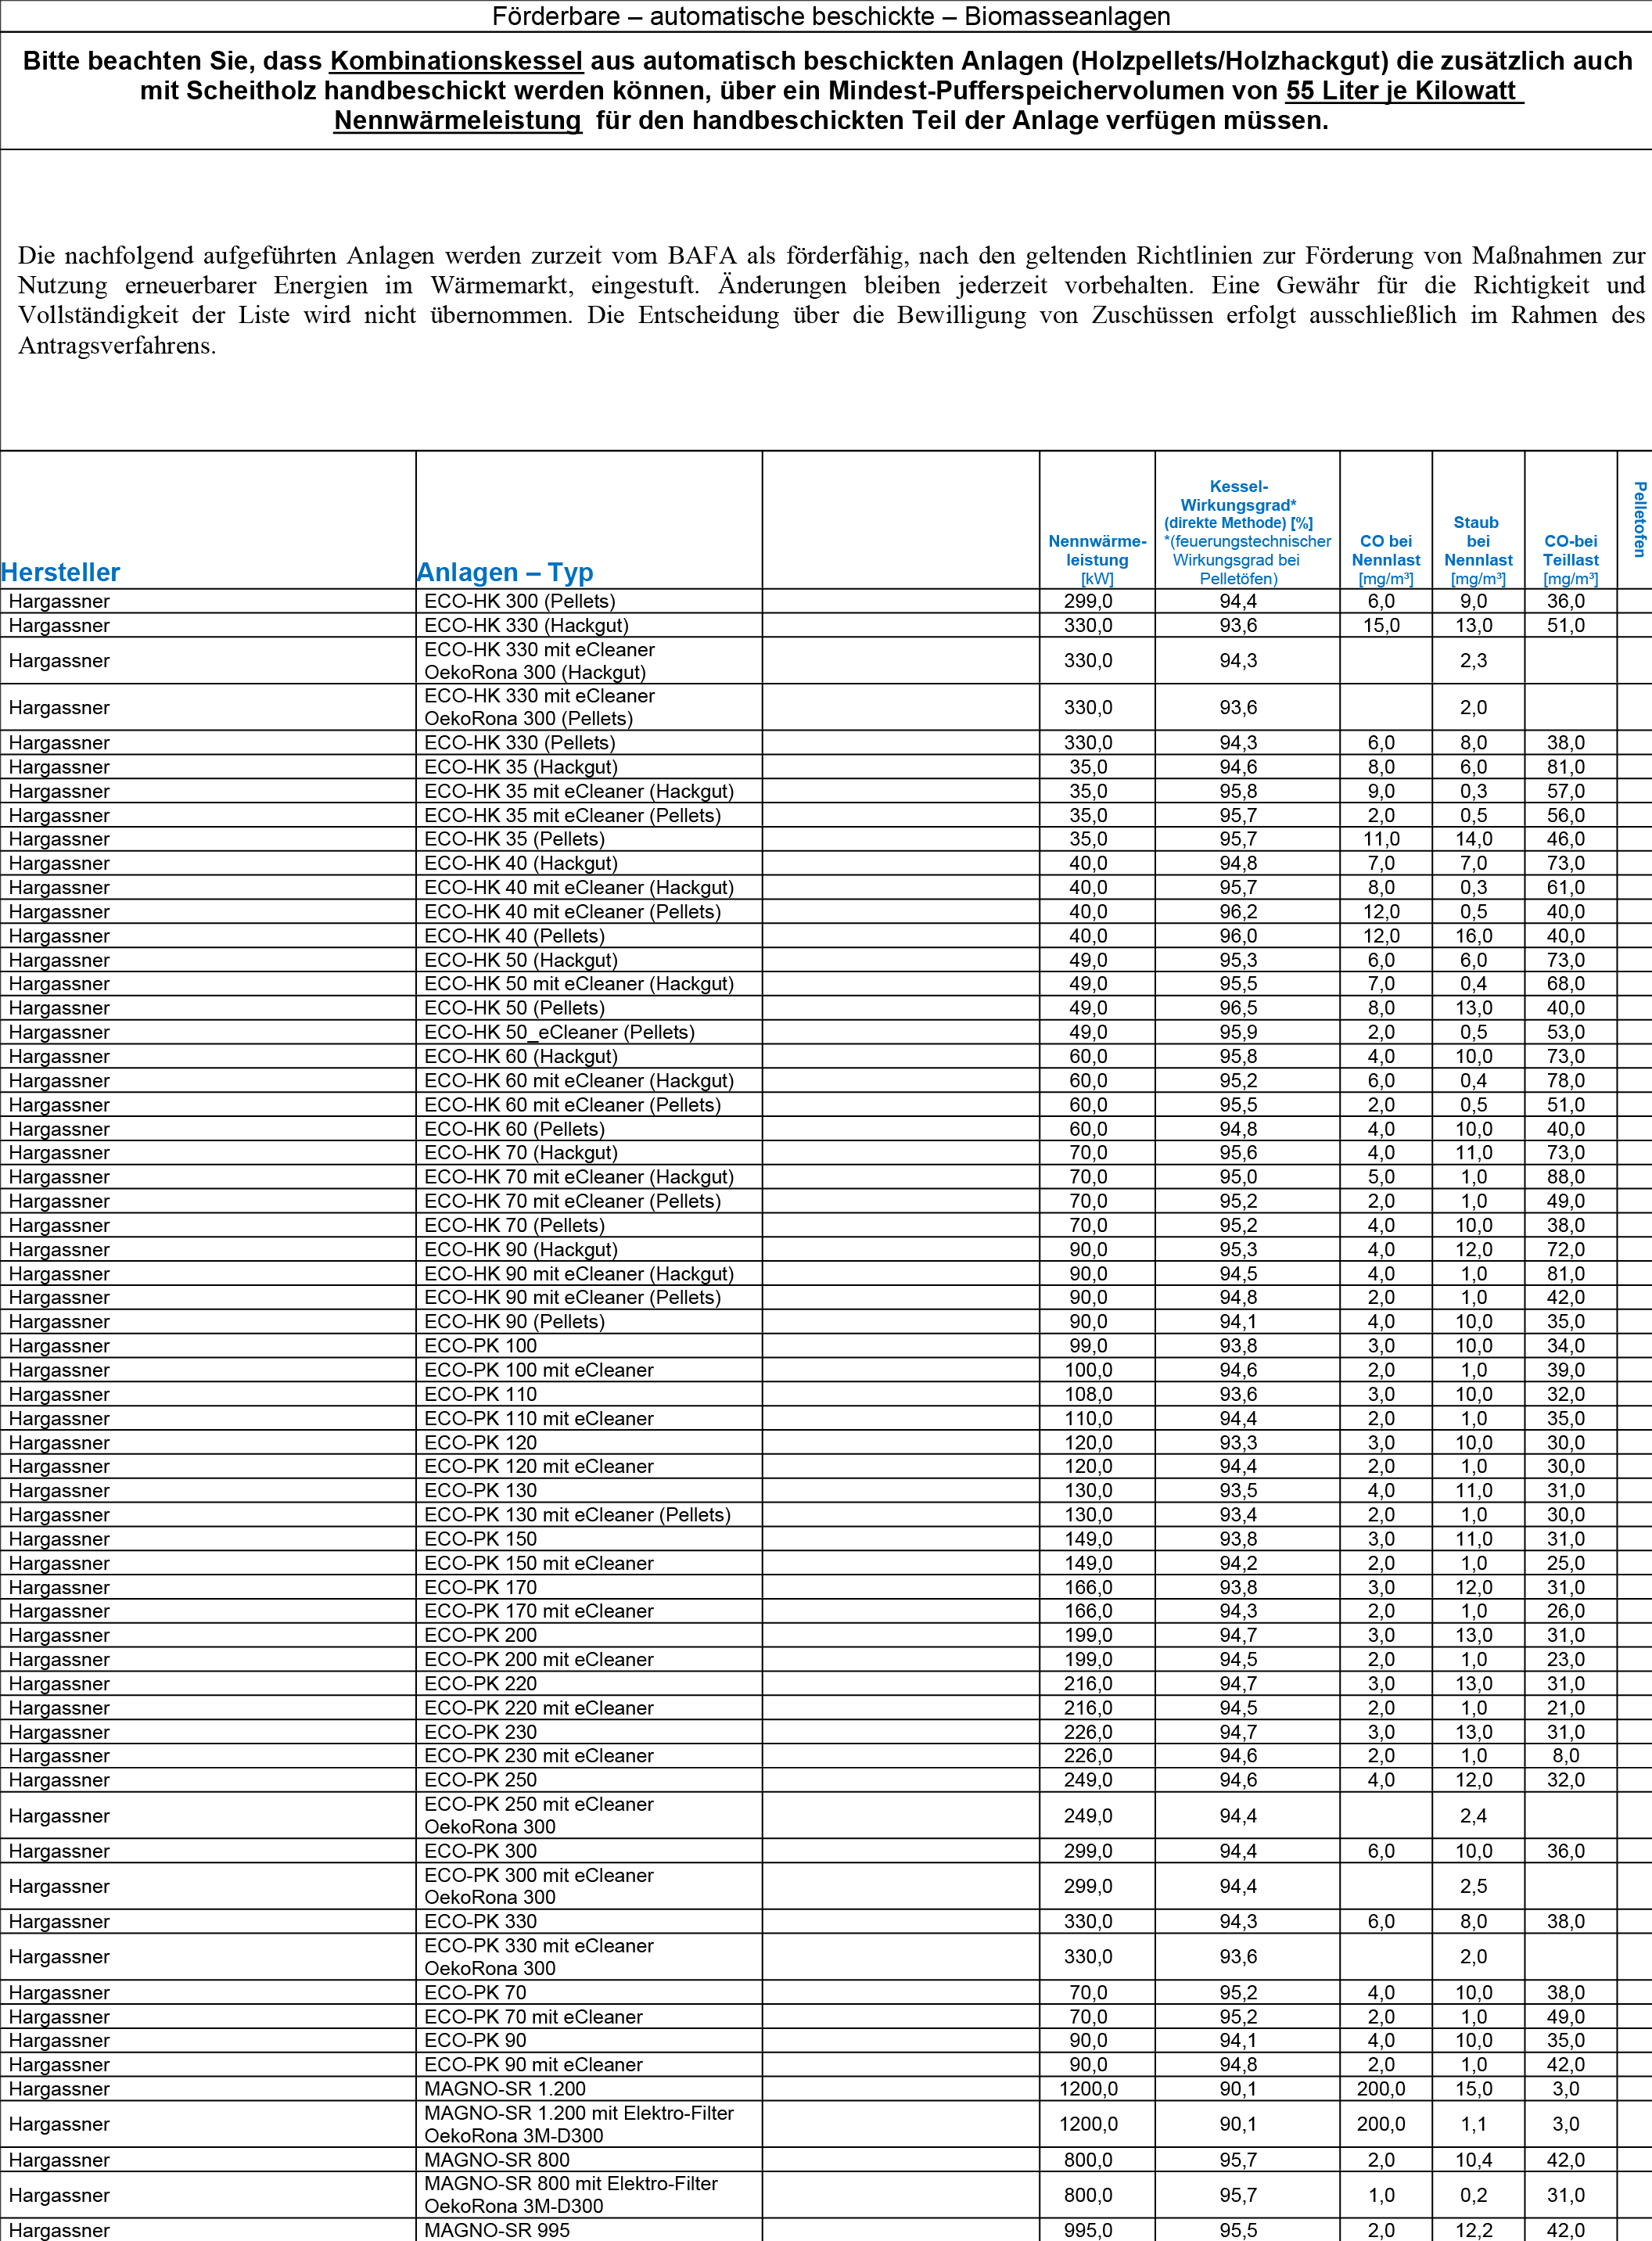 Förderbare – automatische beschickte – Biomasseanlagen
Bitte beachten Sie, dass Kombinationskessel aus automatisch beschickten Anlagen (Holzpellets/Holzhackgut) die zusätzlich auch
mit Scheitholz handbeschickt werden können, über ein Mindest-Pufferspeichervolumen von 55 Liter je Kilowatt
Nennwärmeleistung für den handbeschickten Teil der Anlage verfügen müssen.
Die nachfolgend aufgeführten Anlagen werden zurzeit vom BAFA als förderfähig, nach den geltenden Richtlinien zur Förderung von Maßnahmen zur
Nutzung erneuerbarer Energien im Wärmemarkt, eingestuft. Änderungen bleiben jederzeit vorbehalten. Eine Gewähr für die Richtigkeit und
Vollständigkeit der Liste wird nicht übernommen. Die Entscheidung über die Bewilligung von Zuschüssen erfolgt ausschließlich im Rahmen des
Antragsverfahrens.
Hersteller
Anlagen – Typ
Nennwärme-
leistung
[kW]
Kessel-
Wirkungsgrad*
(direkte Methode) [%]
*(feuerungstechnischer
Wirkungsgrad bei
Pelletöfen)
CO bei
Nennlast
[mg/m³]
Staub
bei
Nennlast
[mg/m³]
CO-bei
Teillast
[mg/m³]
Pelletofen
Hargassner ECO-HK 300 (Pellets) 299,0 94,4 6,0 9,0 36,0
Hargassner ECO-HK 330 (Hackgut) 330,0 93,6 15,0 13,0 51,0
ECO-HK 330 mit eCleaner
Hargassner OekoRona 300 (Hackgut) 330,0 94,3 2,3
ECO-HK 330 mit eCleaner
Hargassner OekoRona 300 (Pellets) 330,0 93,6 2,0
Hargassner ECO-HK 330 (Pellets) 330,0 94,3 6,0 8,0 38,0
Hargassner ECO-HK 35 (Hackgut) 35,0 94,6 8,0 6,0 81,0
Hargassner ECO-HK 35 mit eCleaner (Hackgut) 35,0 95,8 9,0 0,3 57,0
Hargassner ECO-HK 35 mit eCleaner (Pellets) 35,0 95,7 2,0 0,5 56,0
Hargassner ECO-HK 35 (Pellets) 35,0 95,7 11,0 14,0 46,0
Hargassner ECO-HK 40 (Hackgut) 40,0 94,8 7,0 7,0 73,0
Hargassner ECO-HK 40 mit eCleaner (Hackgut) 40,0 95,7 8,0 0,3 61,0
Hargassner ECO-HK 40 mit eCleaner (Pellets) 40,0 96,2 12,0 0,5 40,0
Hargassner ECO-HK 40 (Pellets) 40,0 96,0 12,0 16,0 40,0
Hargassner ECO-HK 50 (Hackgut) 49,0 95,3 6,0 6,0 73,0
Hargassner ECO-HK 50 mit eCleaner (Hackgut) 49,0 95,5 7,0 0,4 68,0
Hargassner ECO-HK 50 (Pellets) 49,0 96,5 8,0 13,0 40,0
Hargassner ECO-HK 50_eCleaner (Pellets) 49,0 95,9 2,0 0,5 53,0
Hargassner ECO-HK 60 (Hackgut) 60,0 95,8 4,0 10,0 73,0
Hargassner ECO-HK 60 mit eCleaner (Hackgut) 60,0 95,2 6,0 0,4 78,0
Hargassner ECO-HK 60 mit eCleaner (Pellets) 60,0 95,5 2,0 0,5 51,0
Hargassner ECO-HK 60 (Pellets) 60,0 94,8 4,0 10,0 40,0
Hargassner ECO-HK 70 (Hackgut) 70,0 95,6 4,0 11,0 73,0
Hargassner ECO-HK 70 mit eCleaner (Hackgut) 70,0 95,0 5,0 1,0 88,0
Hargassner ECO-HK 70 mit eCleaner (Pellets) 70,0 95,2 2,0 1,0 49,0
Hargassner ECO-HK 70 (Pellets) 70,0 95,2 4,0 10,0 38,0
Hargassner ECO-HK 90 (Hackgut) 90,0 95,3 4,0 12,0 72,0
Hargassner ECO-HK 90 mit eCleaner (Hackgut) 90,0 94,5 4,0 1,0 81,0
Hargassner ECO-HK 90 mit eCleaner (Pellets) 90,0 94,8 2,0 1,0 42,0
Hargassner ECO-HK 90 (Pellets) 90,0 94,1 4,0 10,0 35,0
Hargassner ECO-PK 100 99,0 93,8 3,0 10,0 34,0
Hargassner ECO-PK 100 mit eCleaner 100,0 94,6 2,0 1,0 39,0
Hargassner ECO-PK 110 108,0 93,6 3,0 10,0 32,0
Hargassner ECO-PK 110 mit eCleaner 110,0 94,4 2,0 1,0 35,0
Hargassner ECO-PK 120 120,0 93,3 3,0 10,0 30,0
Hargassner ECO-PK 120 mit eCleaner 120,0 94,4 2,0 1,0 30,0
Hargassner ECO-PK 130 130,0 93,5 4,0 11,0 31,0
Hargassner ECO-PK 130 mit eCleaner (Pellets) 130,0 93,4 2,0 1,0 30,0
Hargassner ECO-PK 150 149,0 93,8 3,0 11,0 31,0
Hargassner ECO-PK 150 mit eCleaner 149,0 94,2 2,0 1,0 25,0
Hargassner ECO-PK 170 166,0 93,8 3,0 12,0 31,0
Hargassner ECO-PK 170 mit eCleaner 166,0 94,3 2,0 1,0 26,0
Hargassner ECO-PK 200 199,0 94,7 3,0 13,0 31,0
Hargassner ECO-PK 200 mit eCleaner 199,0 94,5 2,0 1,0 23,0
Hargassner ECO-PK 220 216,0 94,7 3,0 13,0 31,0
Hargassner ECO-PK 220 mit eCleaner 216,0 94,5 2,0 1,0 21,0
Hargassner ECO-PK 230 226,0 94,7 3,0 13,0 31,0
Hargassner ECO-PK 230 mit eCleaner 226,0 94,6 2,0 1,0 8,0
Hargassner ECO-PK 250 249,0 94,6 4,0 12,0 32,0
ECO-PK 250 mit eCleaner
Hargassner OekoRona 300 249,0 94,4 2,4
Hargassner ECO-PK 300 299,0 94,4 6,0 10,0 36,0
ECO-PK 300 mit eCleaner
Hargassner OekoRona 300 299,0 94,4 2,5
Hargassner ECO-PK 330 330,0 94,3 6,0 8,0 38,0
ECO-PK 330 mit eCleaner
Hargassner OekoRona 300 330,0 93,6 2,0
Hargassner ECO-PK 70 70,0 95,2 4,0 10,0 38,0
Hargassner ECO-PK 70 mit eCleaner 70,0 95,2 2,0 1,0 49,0
Hargassner ECO-PK 90 90,0 94,1 4,0 10,0 35,0
Hargassner ECO-PK 90 mit eCleaner 90,0 94,8 2,0 1,0 42,0
Hargassner MAGNO-SR 1.200 1200,0 90,1 200,0 15,0 3,0
MAGNO-SR 1.200 mit Elektro-Filter
Hargassner OekoRona 3M-D300 1200,0 90,1 200,0 1,1 3,0
Hargassner MAGNO-SR 800 800,0 95,7 2,0 10,4 42,0
MAGNO-SR 800 mit Elektro-Filter
Hargassner OekoRona 3M-D300 800,0 95,7 1,0 0,2 31,0
Hargassner MAGNO-SR 995 995,0 95,5 2,0 12,2 42,0